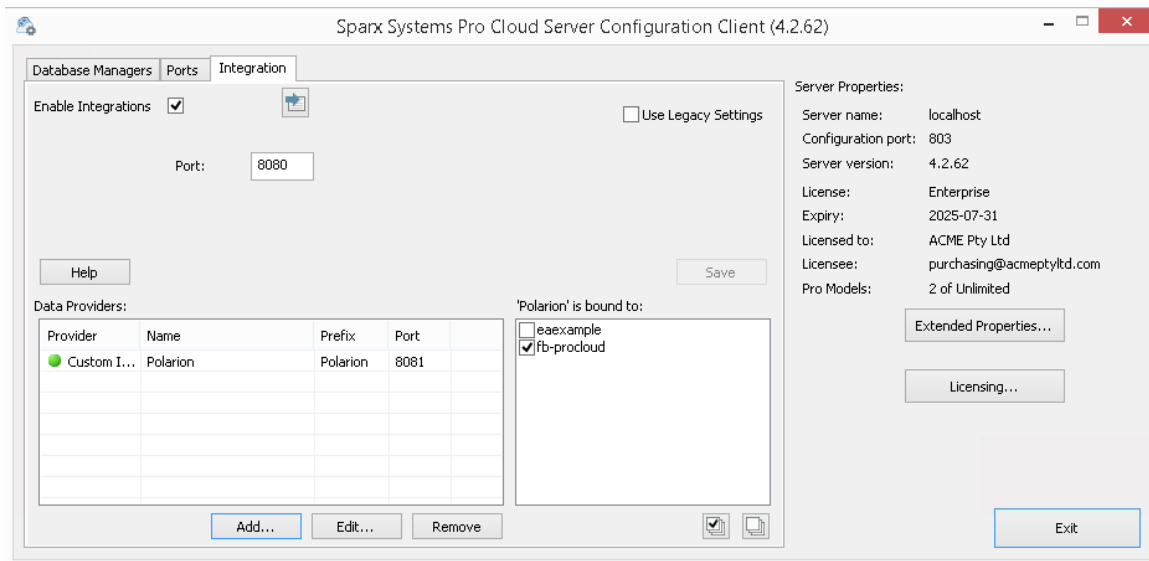 Sparx Systems Pro Cloud Server Configuration Client (4.2.62)
Database Managers Ports Integration
Enable Integrations
Use Legacy Settings
Port: 8080
Help
Save
Data Providers:
Provider Name Prefix Port
Custom I... Polarion Polarion 8081
Add... Edit... Remove
'Polarion' is bound to:
eaexample
fb-procloud
Server Properties:
Server name: localhost
Configuration port: 803
Server version: 4.2.62
License: Enterprise
Expiry: 2025-07-31
Licensed to: ACME Pty Ltd
Licensee: purchasing@acmeptyltd.com
Pro Models: 2 of Unlimited
Extended Properties...
Licensing...
Exit